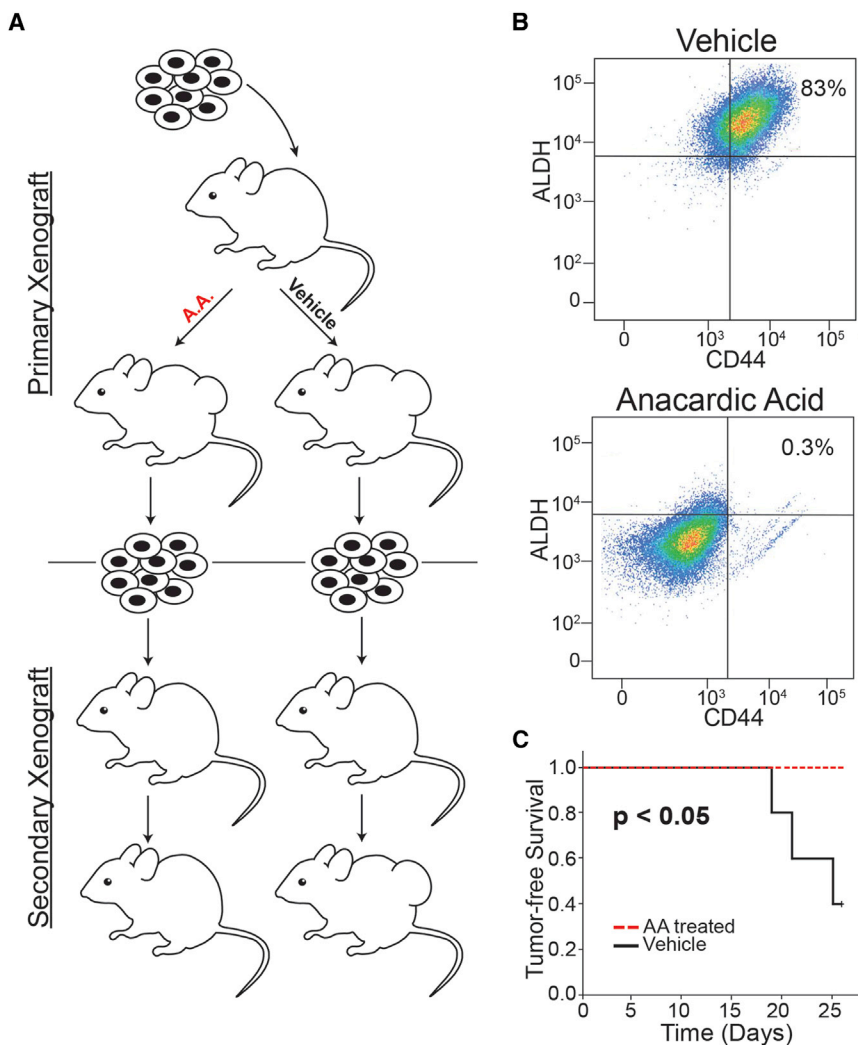 A
Primary Xenograft
A.A.
Vehicle
Secondary Xenograft
B
Vehicle
83%
ALDH
10⁵
10⁴
10³
10²
0
0
10³
10⁴
10⁵
CD44
Anacardic Acid
0.3%
ALDH
10⁵
10⁴
10³
10²
0
0
10³
10⁴
10⁵
CD44
C
Tumor-free Survival
1.0
0.8
0.6
0.4
0.2
0.0
p < 0.05
AA treated
Vehicle
0 5 10 15 20 25
Time (Days)